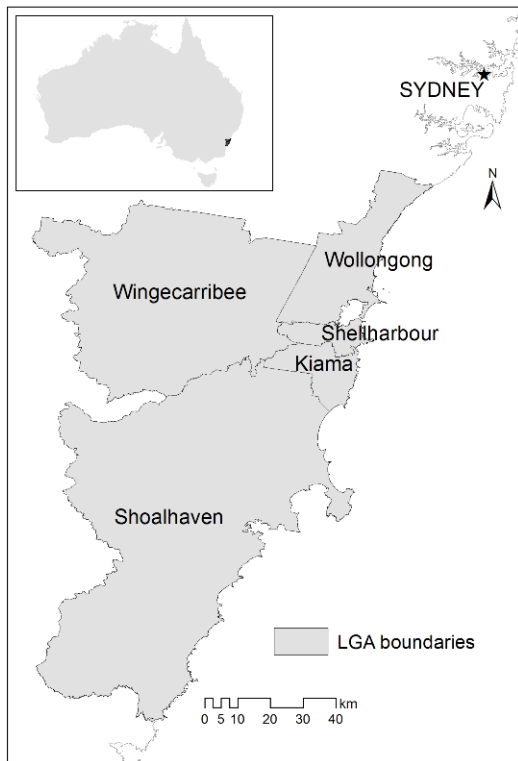 SYDNEY
N
Wollongong
Wingecarribee
Shellharbour
Kiama
Shoalhaven
LGA boundaries
km
0 5 10 20 30 40